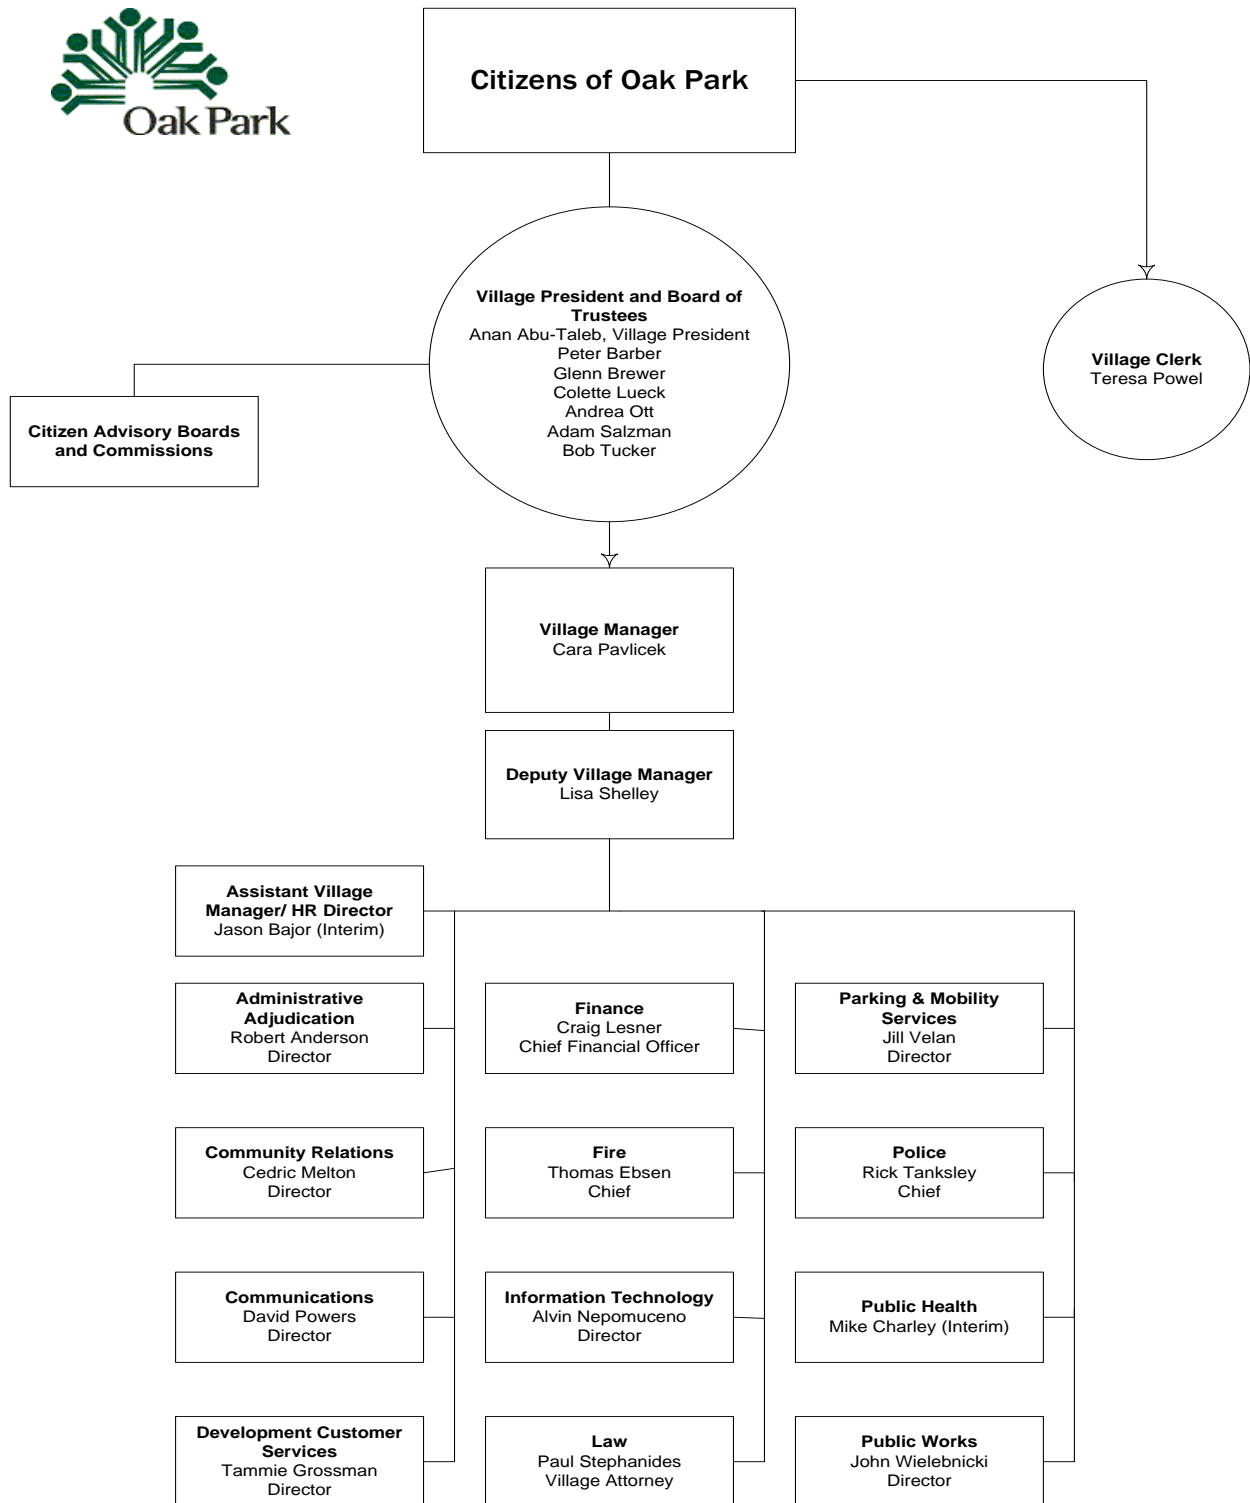 Oak Park
Citizens of Oak Park
Village President and Board of
Trustees
Anan Abu-Taleb, Village President
Peter Barber
Glenn Brewer
Colette Lueck
Andrea Ott
Adam Salzman
Bob Tucker
Village Clerk
Teresa Powel
Citizen Advisory Boards
and Commissions
Village Manager
Cara Pavlicek
Deputy Village Manager
Lisa Shelley
Assistant Village
Manager/ HR Director
Jason Bajor (Interim)
Administrative
Adjudication
Robert Anderson
Director
Finance
Craig Lesner
Chief Financial Officer
Parking & Mobility
Services
Jill Velan
Director
Community Relations
Cedric Melton
Director
Fire
Thomas Ebsen
Chief
Police
Rick Tanksley
Chief
Communications
David Powers
Director
Information Technology
Alvin Nepomuceno
Director
Public Health
Mike Charley (Interim)
Development Customer
Services
Tammie Grossman
Director
Law
Paul Stephanides
Village Attorney
Public Works
John Wielebnicki
Director